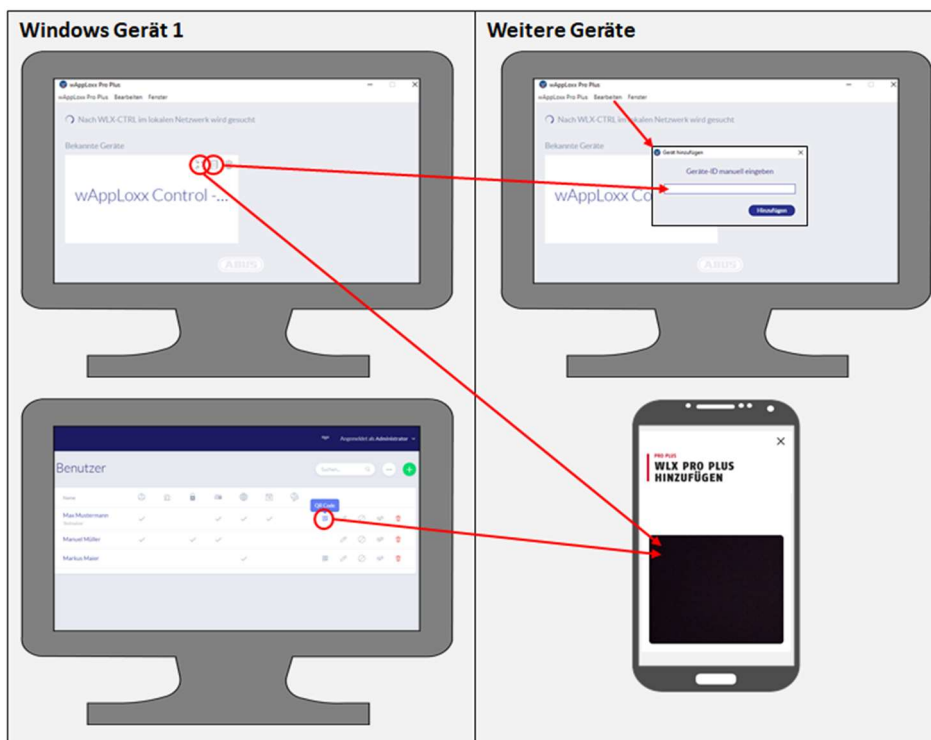 Windows Gerät 1
wAppLoxx Pro Plus
wAppLoxx Pro Plus Bearbeiten Fenster
Nach WLX-CTRL im lokalen Netzwerk wird gesucht
Bekannte Geräte
wAppLoxx Control -...
ABUS
Angemeldet als Administrator
Benutzer
Suchen...
Name
QR Code
Max Mustermann
Manuel Müller
Markus Maier
Weitere Geräte
wAppLoxx Pro Plus
wAppLoxx Pro Plus Bearbeiten Fenster
Nach WLX-CTRL im lokalen Netzwerk wird gesucht
Bekannte Geräte
wAppLoxx Co
Gerät hinzufügen
Geräte-ID manuell eingeben
Hinzufügen
ABUS
PRO PLUS
WLX PRO PLUS
HINZUFÜGEN